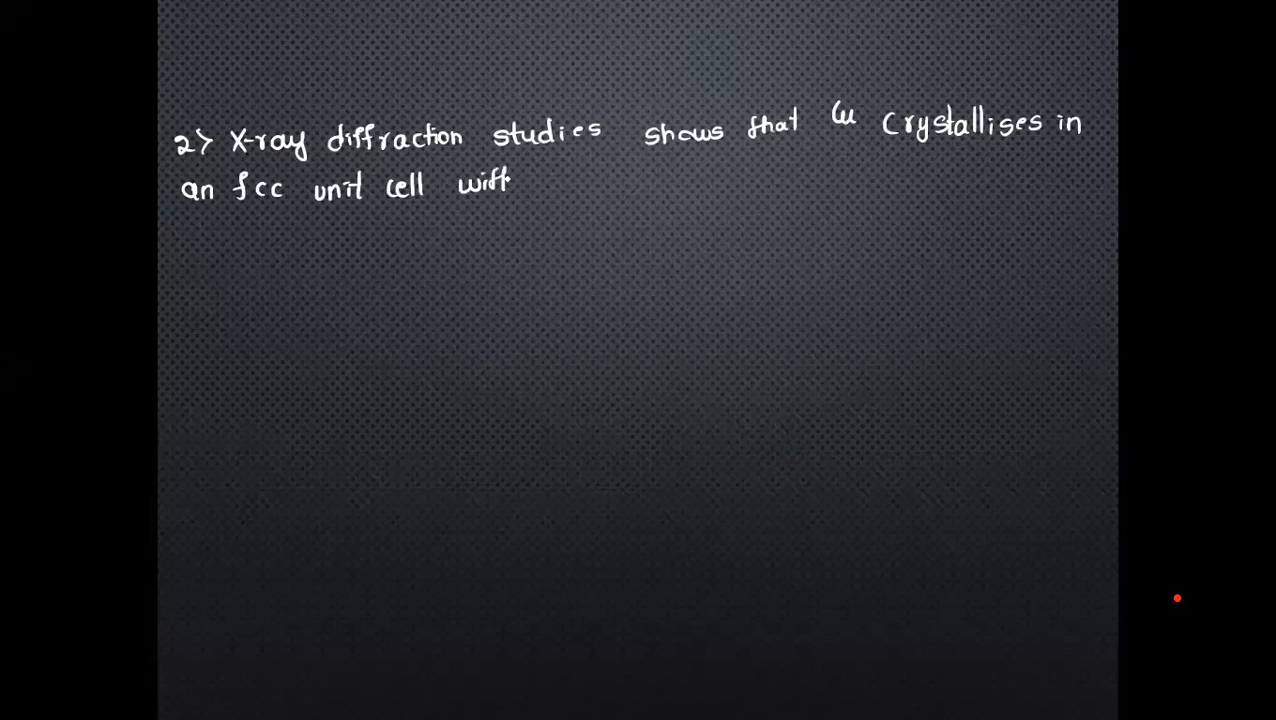 2> X-ray diffraction studies shows that Cu crystallises in
an fcc unit cell with